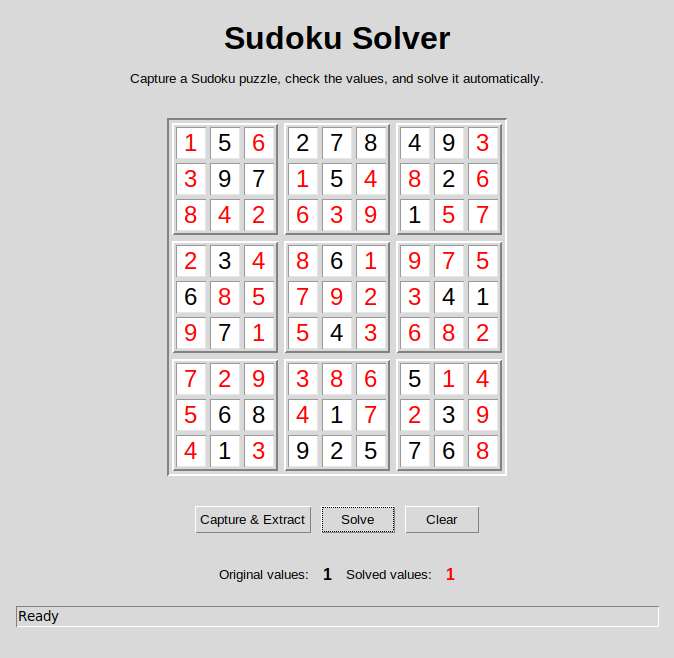 Sudoku Solver
Capture a Sudoku puzzle, check the values, and solve it automatically.
1 5 6 2 7 8 4 9 3
3 9 7 1 5 4 8 2 6
8 4 2 6 3 9 1 5 7
2 3 4 8 6 1 9 7 5
6 8 5 7 9 2 3 4 1
9 7 1 5 4 3 6 8 2
7 2 9 3 8 6 5 1 4
5 6 8 4 1 7 2 3 9
4 1 3 9 2 5 7 6 8
Capture & Extract Solve Clear
Original values: 1 Solved values: 1
Ready